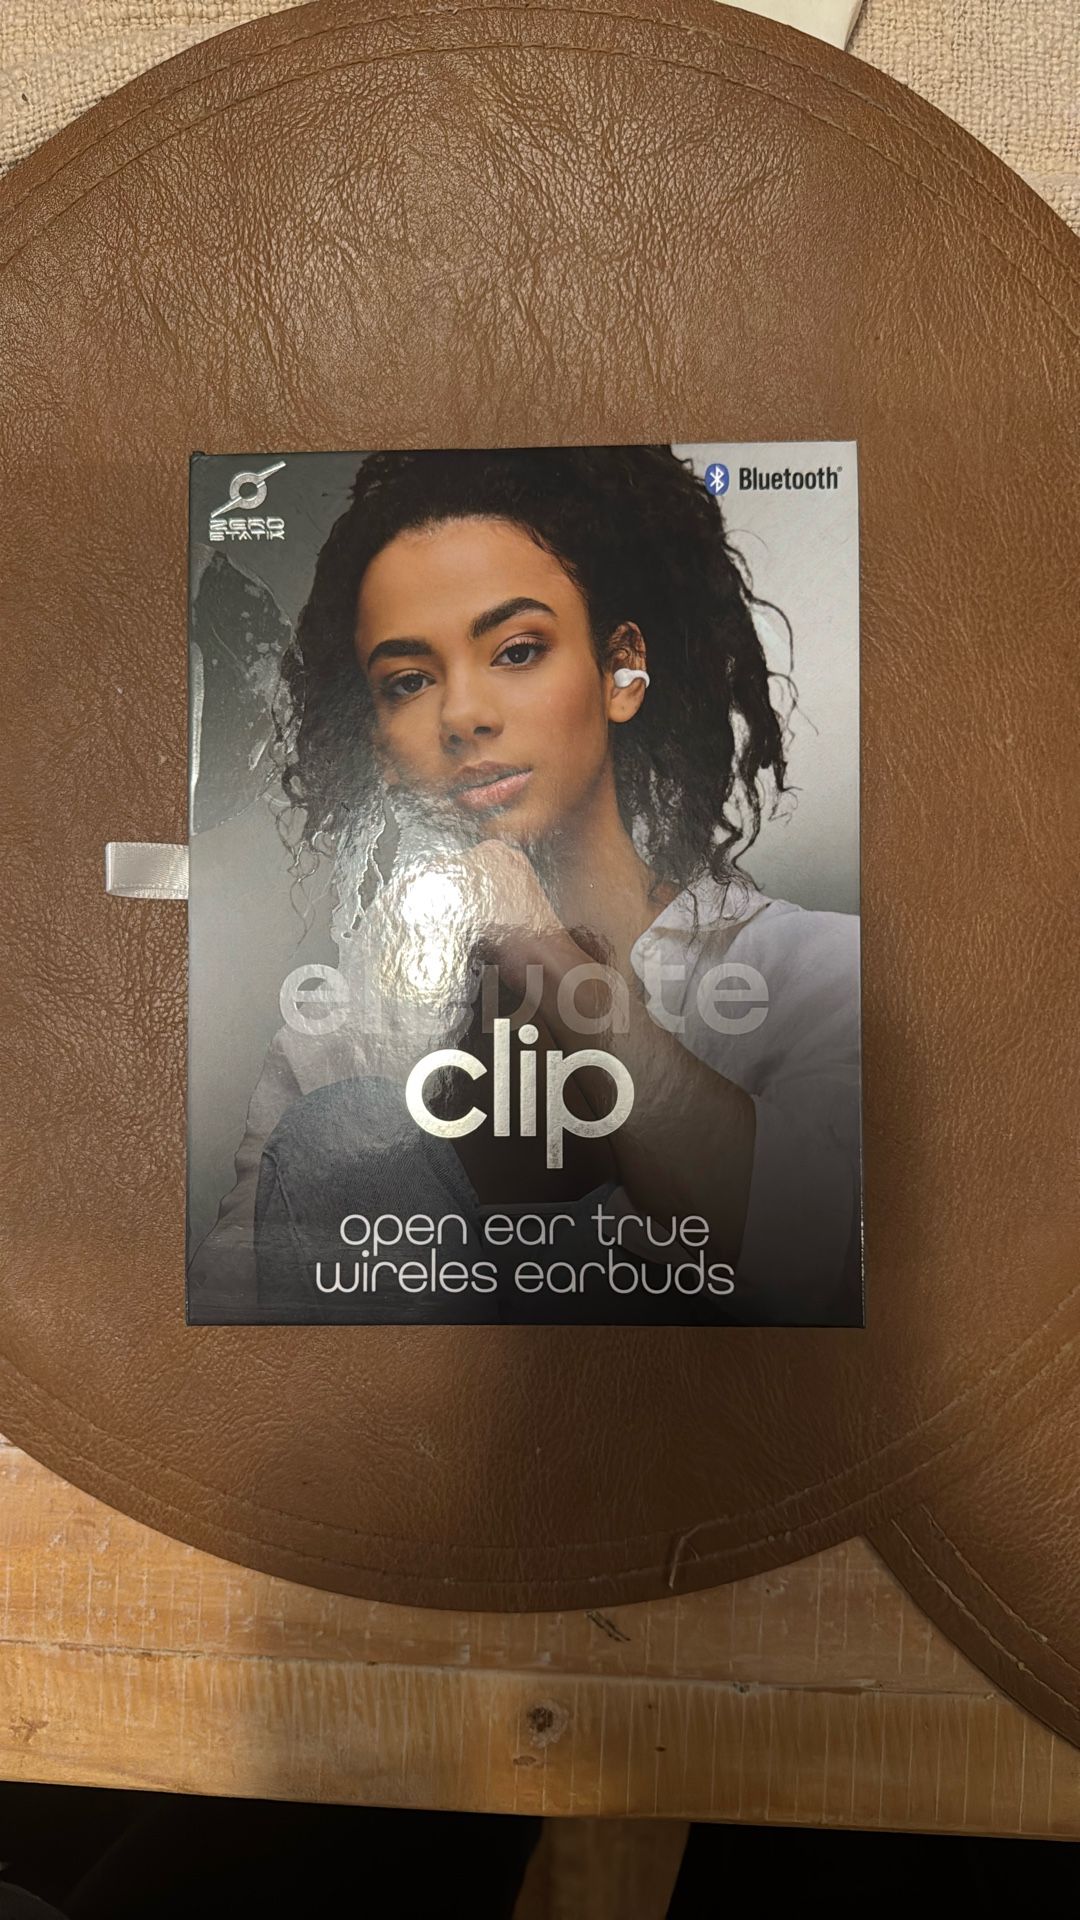 ZERO
STATIK
Bluetooth®
elevate
clip
open ear true
wireles earbuds